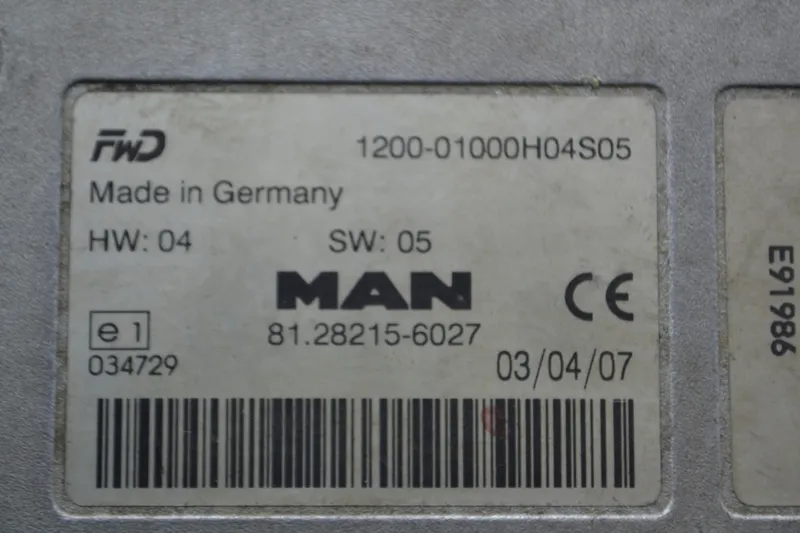 FWD 1200-01000H04S05
Made in Germany
HW: 04 SW: 05
MAN CE
e1 81.28215-6027
034729 03/04/07
E91986